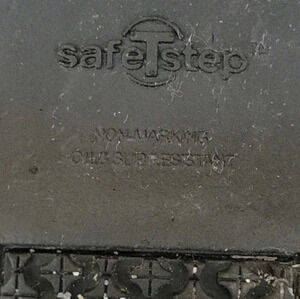 safeTstep
NON-MARKING
OIL & SLIP RESISTANT